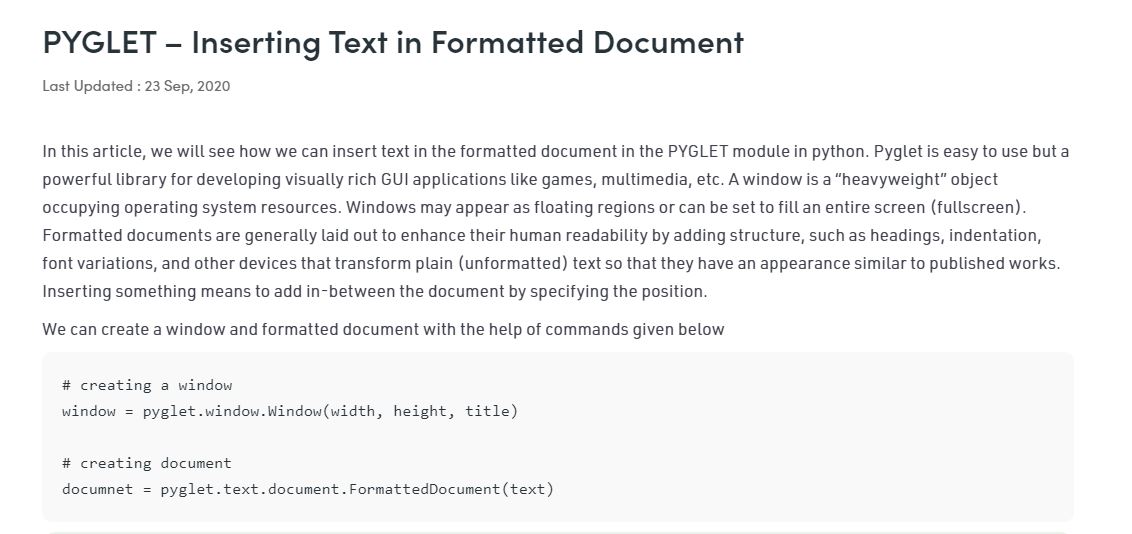 PYGLET – Inserting Text in Formatted Document
Last Updated : 23 Sep, 2020
In this article, we will see how we can insert text in the formatted document in the PYGLET module in python. Pyglet is easy to use but a
powerful library for developing visually rich GUI applications like games, multimedia, etc. A window is a “heavyweight” object
occupying operating system resources. Windows may appear as floating regions or can be set to fill an entire screen (fullscreen).
Formatted documents are generally laid out to enhance their human readability by adding structure, such as headings, indentation,
font variations, and other devices that transform plain (unformatted) text so that they have an appearance similar to published works.
Inserting something means to add in-between the document by specifying the position.
We can create a window and formatted document with the help of commands given below
# creating a window
window = pyglet.window.Window(width, height, title)
# creating document
documnet = pyglet.text.document.FormattedDocument(text)